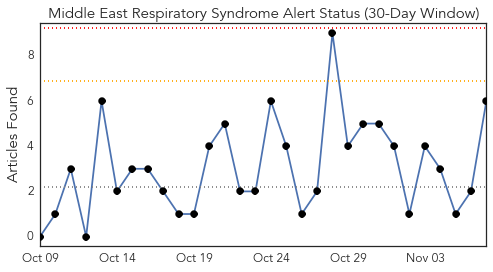 Middle East Respiratory Syndrome Alert Status (30-Day Window)
Articles Found
8
6
4
2
0
Oct 09 Oct 14 Oct 19 Oct 24 Oct 29 Nov 03